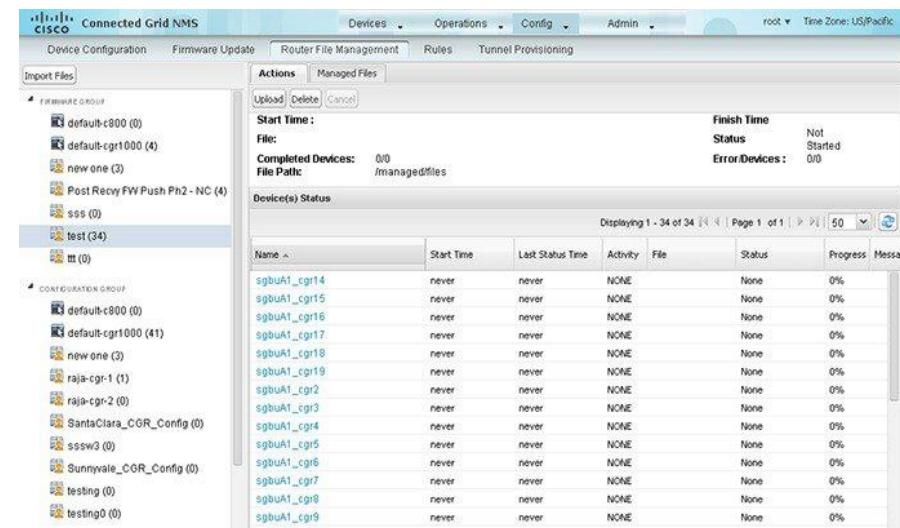 CISCO
Connected Grid NMS
Devices
Operations
Config
Admin
root
Time Zone: US/Pacific
Device Configuration
Firmware Update
Router File Management
Rules
Tunnel Provisioning
Import Files
FIRMWARE GROUP
default-c800 (0)
default-cgr1000 (4)
new one (3)
Post Recvy FW Push Ph2 - NC (4)
sss (0)
test (34)
ttt (0)
CONFIGURATION GROUP
default-c800 (0)
default-cgr1000 (41)
new one (3)
raja-cgr-1 (1)
raja-cgr-2 (0)
SantaClara_CGR_Config (0)
sssw3 (0)
Sunnyvale_CGR_Config (0)
testing (0)
testing0 (0)
Actions
Managed Files
Upload
Delete
Cancel
Start Time :
Finish Time
File:
Status
Not Started
Completed Devices: 0/0
Error/Devices : 0/0
File Path: /managed/files
Device(s) Status
Displaying 1 - 34 of 34
Page 1 of 1
50
Name Start Time Last Status Time Activity File Status Progress Messa
sgbuA1_cgr14 never never NONE None 0%
sgbuA1_cgr15 never never NONE None 0%
sgbuA1_cgr16 never never NONE None 0%
sgbuA1_cgr17 never never NONE None 0%
sgbuA1_cgr18 never never NONE None 0%
sgbuA1_cgr19 never never NONE None 0%
sgbuA1_cgr2 never never NONE None 0%
sgbuA1_cgr3 never never NONE None 0%
sgbuA1_cgr4 never never NONE None 0%
sgbuA1_cgr5 never never NONE None 0%
sgbuA1_cgr6 never never NONE None 0%
sgbuA1_cgr7 never never NONE None 0%
sgbuA1_cgr8 never never NONE None 0%
sgbuA1_cgr9 never never NONE None 0%